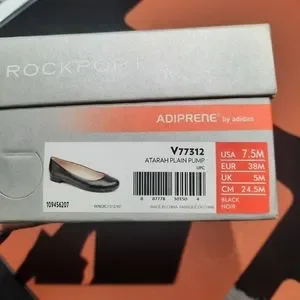 ROCKPORT
ADIPRENE® by adidas
V77312
ATARAH PLAIN PUMP
UPC
USA 7.5M
EUR 38M
UK 5M
CM 24.5M
BLACK
NOIR
109456207